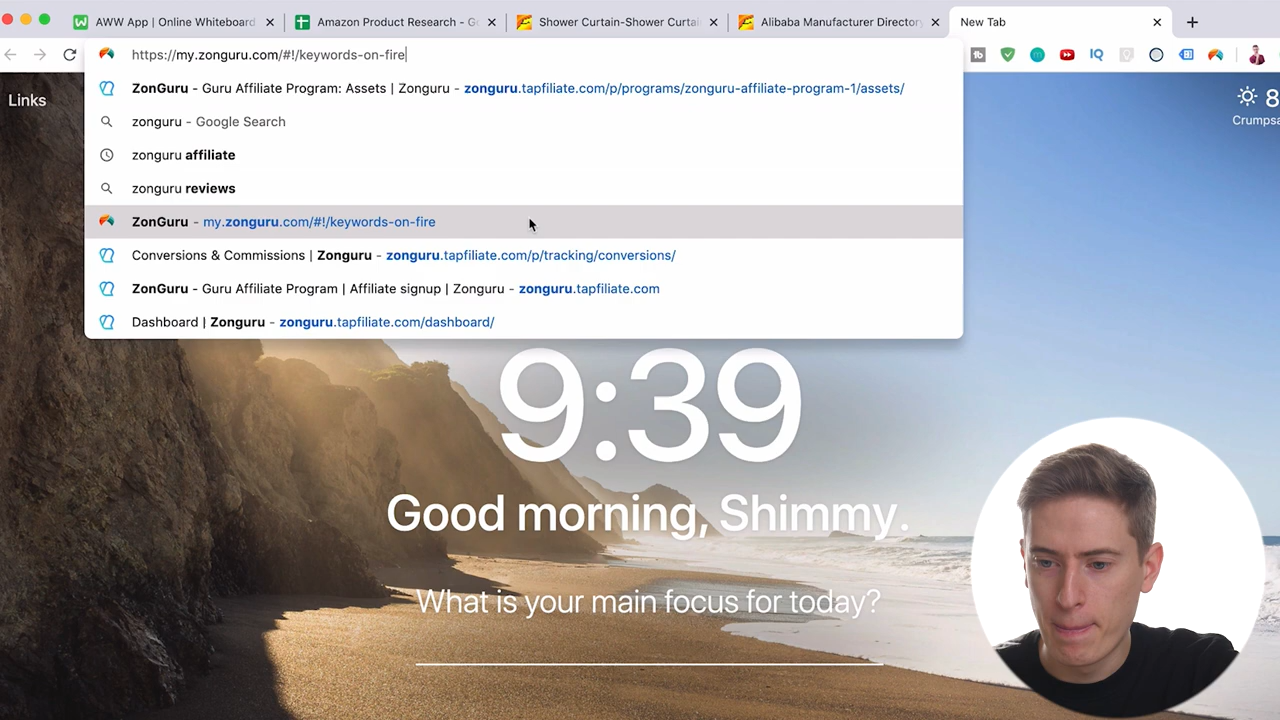 AWW App | Online Whiteboard
Amazon Product Research - Go
Shower Curtain-Shower Curtai
Alibaba Manufacturer Directory
New Tab
https://my.zonguru.com/#!/keywords-on-fire
ZonGuru - Guru Affiliate Program: Assets | Zonguru - zonguru.tapfiliate.com/p/programs/zonguru-affiliate-program-1/assets/
zonguru - Google Search
zonguru affiliate
zonguru reviews
ZonGuru - my.zonguru.com/#!/keywords-on-fire
Conversions & Commissions | Zonguru - zonguru.tapfiliate.com/p/tracking/conversions/
ZonGuru - Guru Affiliate Program | Affiliate signup | Zonguru - zonguru.tapfiliate.com
Dashboard | Zonguru - zonguru.tapfiliate.com/dashboard/
Links
8
Crumpsa
9:39
Good morning, Shimmy.
What is your main focus for today?